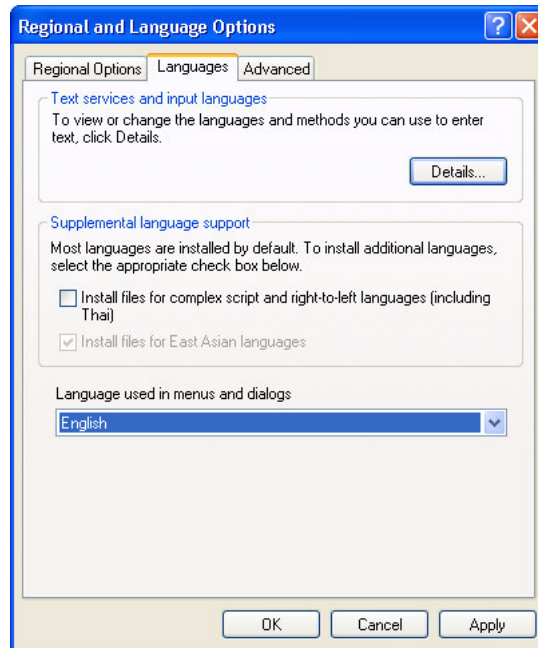 Regional and Language Options
Regional Options Languages Advanced
Text services and input languages
To view or change the languages and methods you can use to enter
text, click Details.
Details...
Supplemental language support
Most languages are installed by default. To install additional languages,
select the appropriate check box below.
Install files for complex script and right-to-left languages (including
Thai)
Install files for East Asian languages
Language used in menus and dialogs
English
OK Cancel Apply